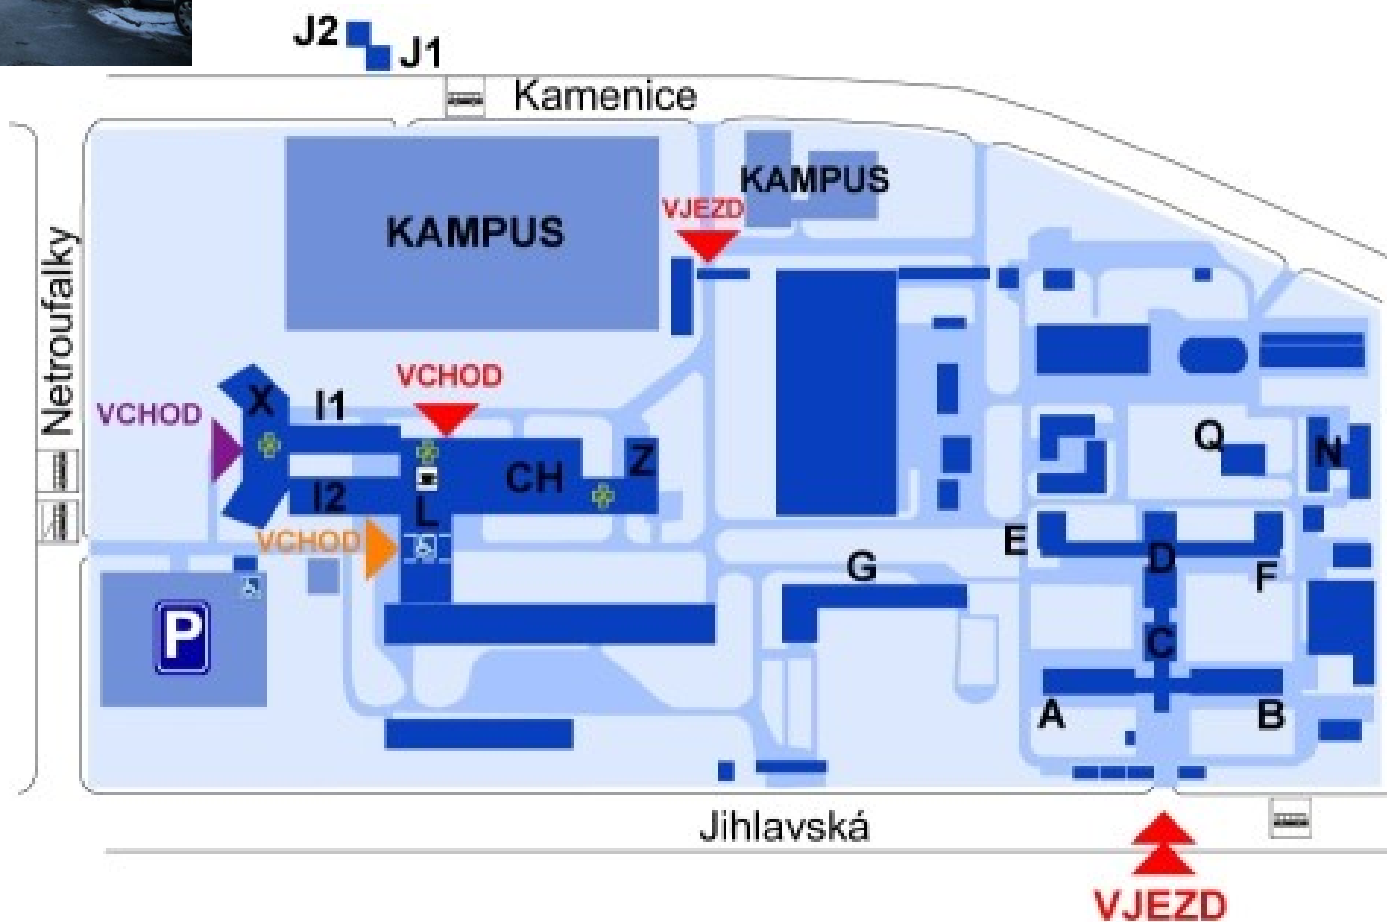 J2
J1
Kamenice
KAMPUS
KAMPUS
VJEZD
Netroufalky
VCHOD
X
I1
VCHOD
I2
L
CH
Z
VCHOD
P
G
Q
N
E
D
F
C
A
B
Jihlavská
VJEZD